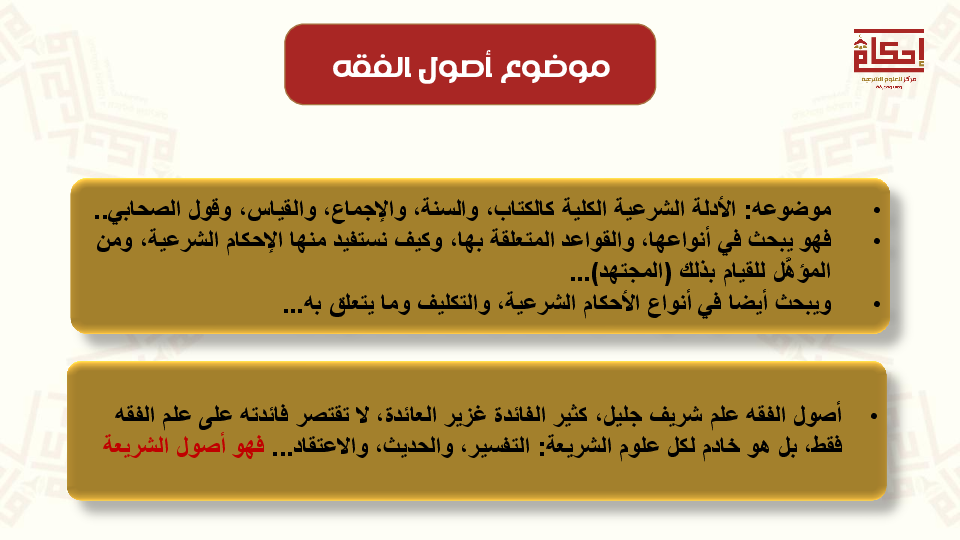 موضوع أصول الفقه
إحكام
مركز للعلوم الشرعية
• موضوعه: الأدلة الشرعية الكلية كالكتاب، والسنة، والإجماع، والقياس، وقول الصحابي..
• فهو يبحث في أنواعها، والقواعد المتعلقة بها، وكيف نستفيد منها الإحكام الشرعية، ومن
المؤهَّل للقيام بذلك (المجتهد)...
• ويبحث أيضا في أنواع الأحكام الشرعية، والتكليف وما يتعلق به...
• أصول الفقه علم شريف جليل، كثير الفائدة غزير العائدة، لا تقتصر فائدته على علم الفقه
فقط، بل هو خادم لكل علوم الشريعة: التفسير، والحديث، والاعتقاد... فهو أصول الشريعة